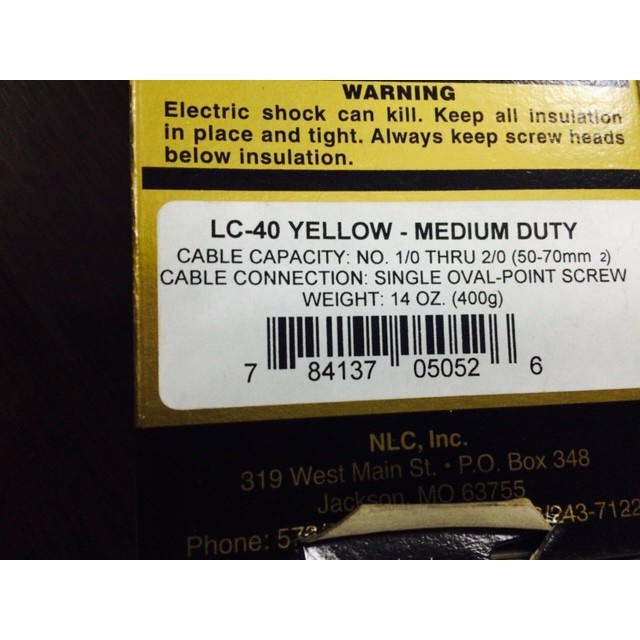 WARNING
Electric shock can kill. Keep all insulation
in place and tight. Always keep screw heads
below insulation.
LC-40 YELLOW - MEDIUM DUTY
CABLE CAPACITY: NO. 1/0 THRU 2/0 (50-70mm 2)
CABLE CONNECTION: SINGLE OVAL-POINT SCREW
WEIGHT: 14 OZ. (400g)
7 84137 05052 6
NLC, Inc.
319 West Main St. • P.O. Box 348
Jackson, MO 63755
Phone: 573/243-7122